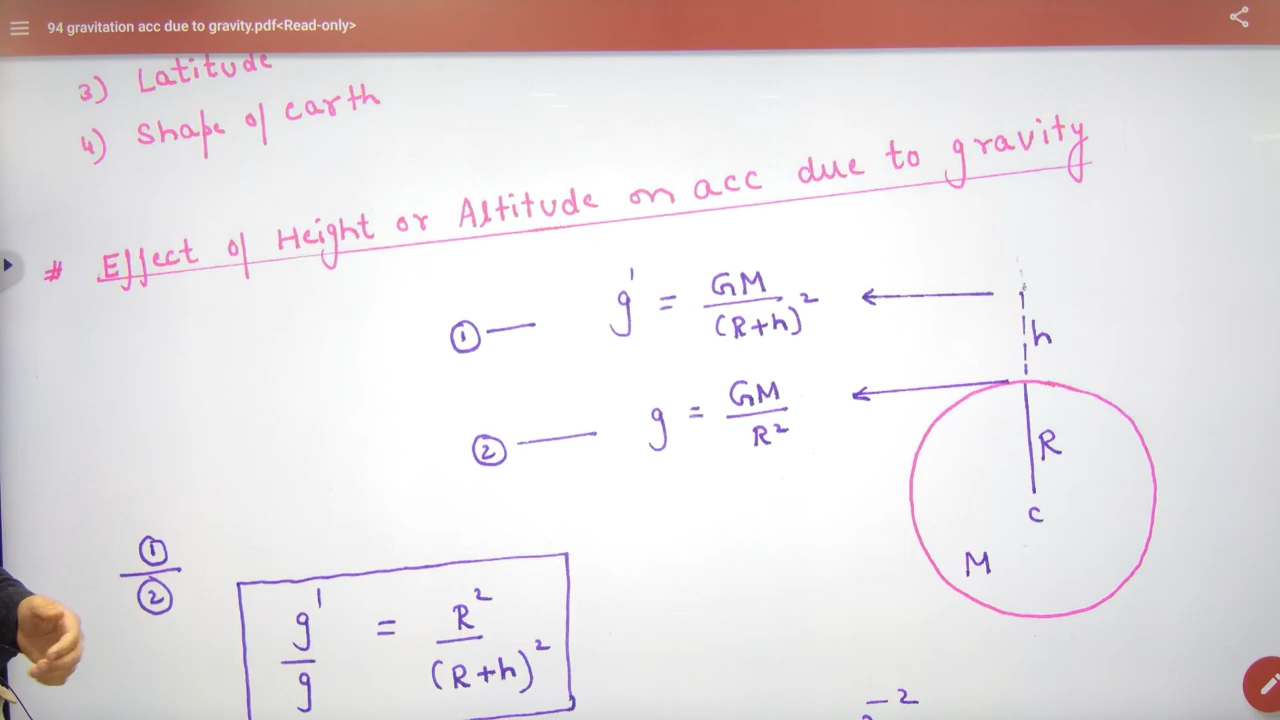 94 gravitation acc due to gravity.pdf<Read-only>
3) Latitude
4) Shape of earth
# Effect of Height or Altitude on acc due to gravity
① — g' = GM/(R+h)²
h
② — g = GM/R²
R
C
M
①/② g'/g = R²/(R+h)²
–2